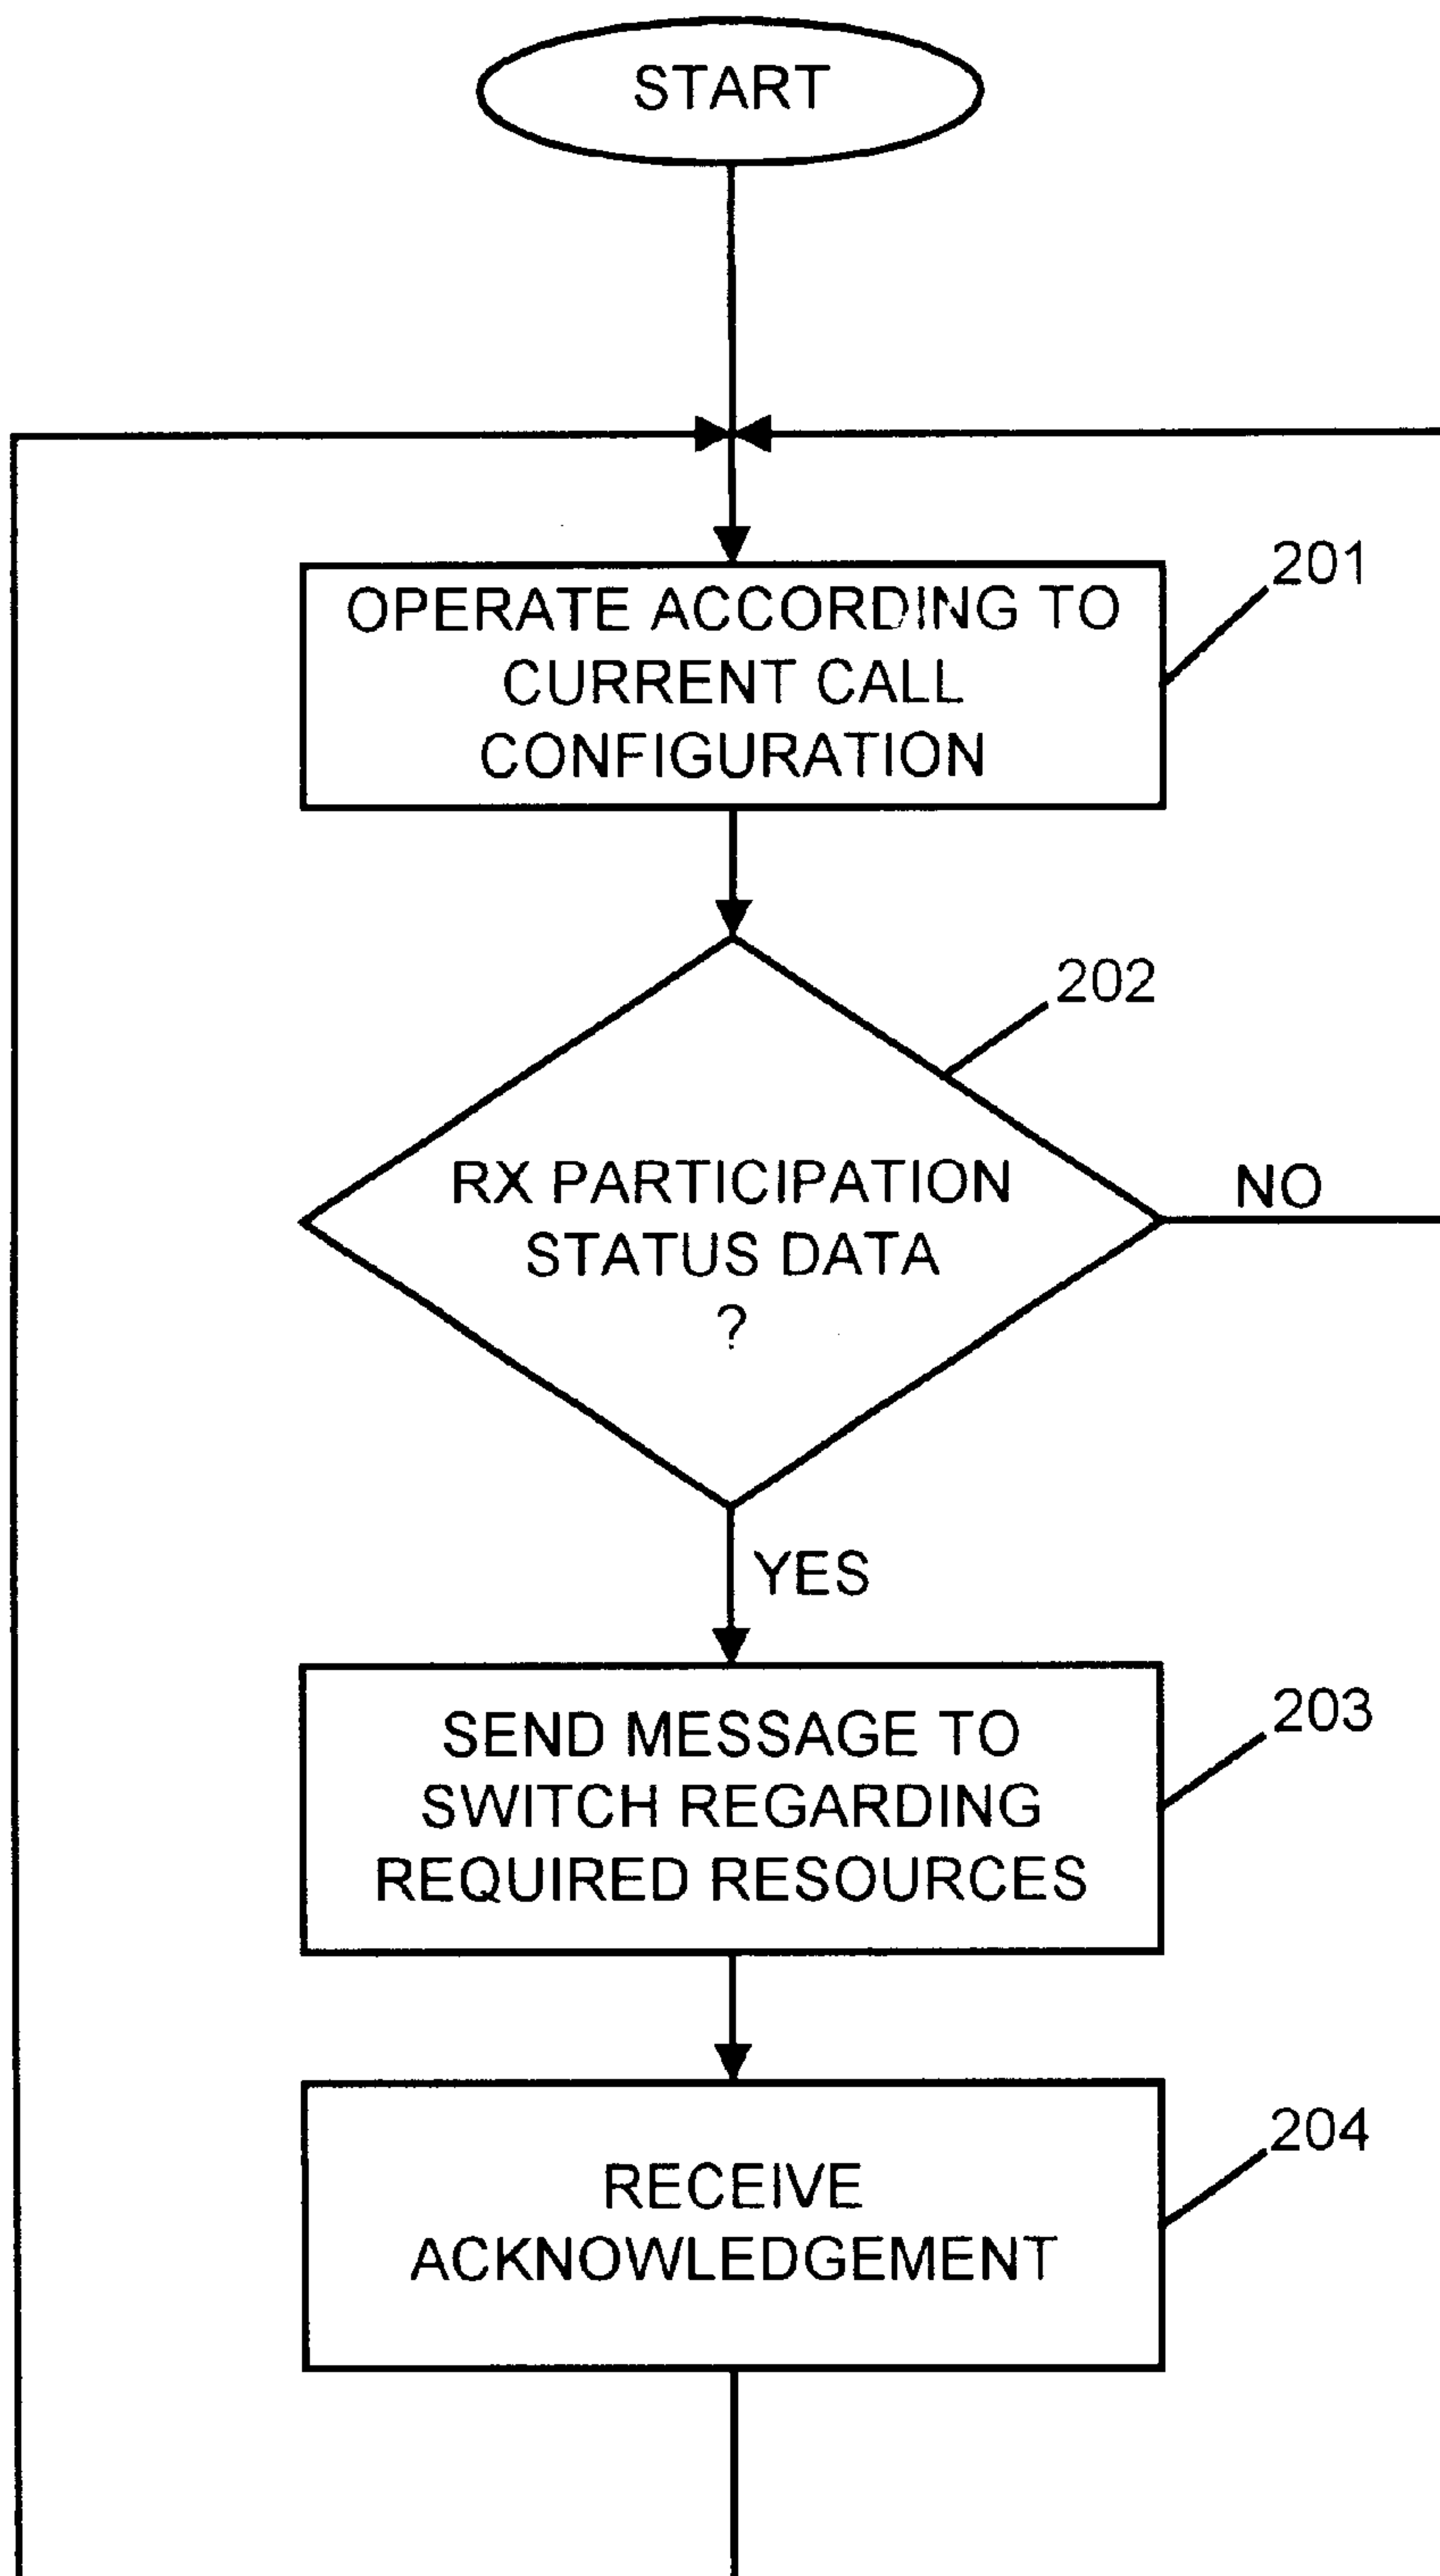 START
201
OPERATE ACCORDING TO
CURRENT CALL
CONFIGURATION
202
RX PARTICIPATION
STATUS DATA
?
NO
YES
203
SEND MESSAGE TO
SWITCH REGARDING
REQUIRED RESOURCES
204
RECEIVE
ACKNOWLEDGEMENT